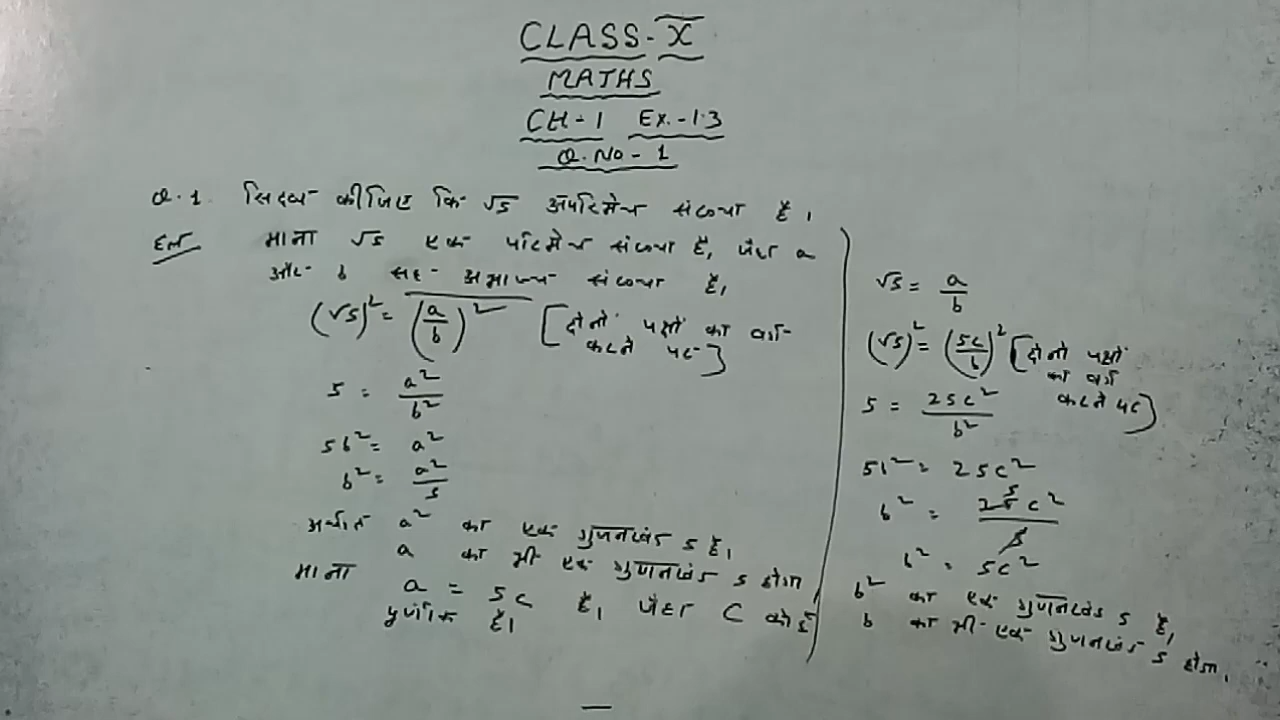 CLASS-X
MATHS
CH-1 Ex.-1.3
Q.No-1
Q.1. सिद्ध कीजिए कि √5 अपरिमेय संख्या है।
हल माना √5 एक परिमेय संख्या है, जहा a
और b सह-अभाज्य संख्या है,
(√5)² = (a/b)² [दोनो पक्षों का वर्ग
करने पर]
5 = a²/b²
5b² = a²
b² = a²/5
अर्थात a² का एक गुणनखंड 5 है,
a का भी एक गुणनखंड 5 होगा
माना a = 5c है, जहा c कोई
पूर्णांक है।
√5 = a/b
(√5)² = (5c/b)² [दोनो पक्षों
का वर्ग
करने पर]
5 = 25c²/b²
5b² = 25c²
b² = 25c²/5
b² = 5c²
b² का एक गुणनखंड 5 है,
b का भी एक गुणनखंड 5 होगा,